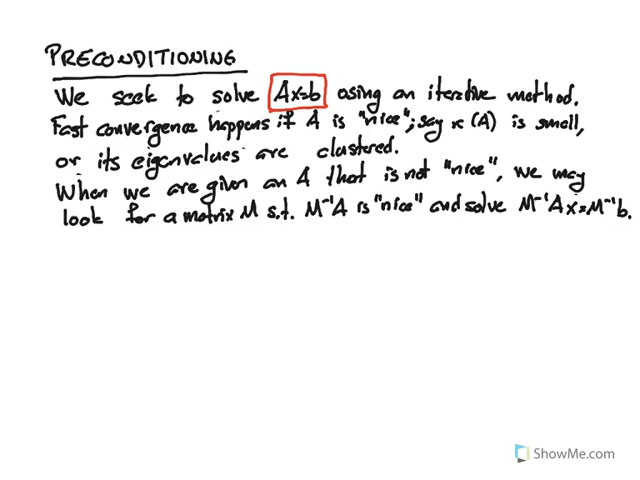 PRECONDITIONING
We seek to solve Ax=b using an iterative method.
Fast convergence happens if A is "nice"; say κ(A) is small,
or its eigenvalues are clustered.
When we are given an A that is not "nice", we may
look for a matrix M s.t. M⁻¹A is "nice" and solve M⁻¹Ax=M⁻¹b.
ShowMe.com